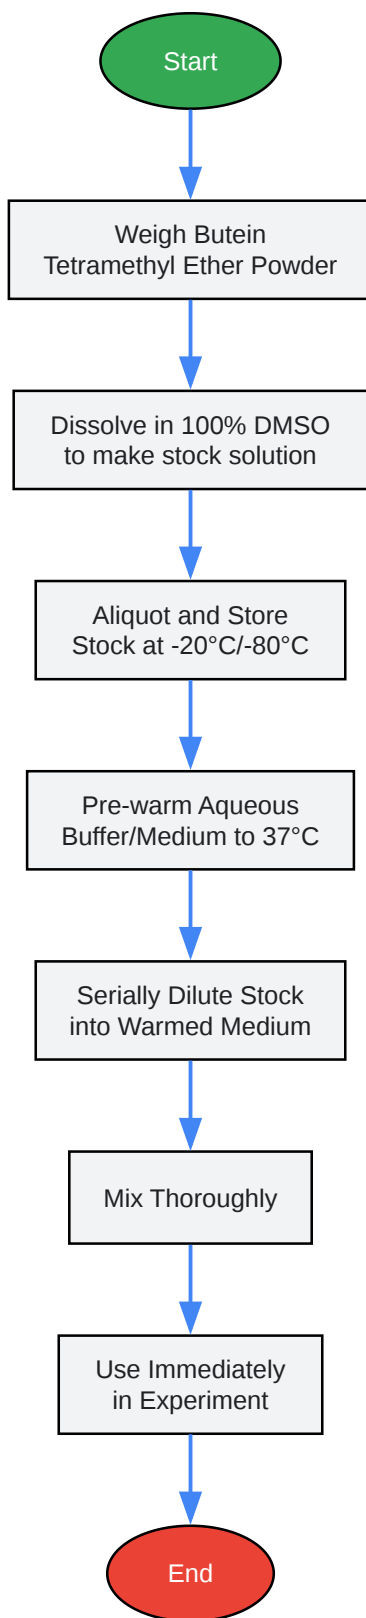 Start
Weigh Butein
Tetramethyl Ether Powder
Dissolve in 100% DMSO
to make stock solution
Aliquot and Store
Stock at -20°C/-80°C
Pre-warm Aqueous
Buffer/Medium to 37°C
Serially Dilute Stock
into Warmed Medium
Mix Thoroughly
Use Immediately
in Experiment
End